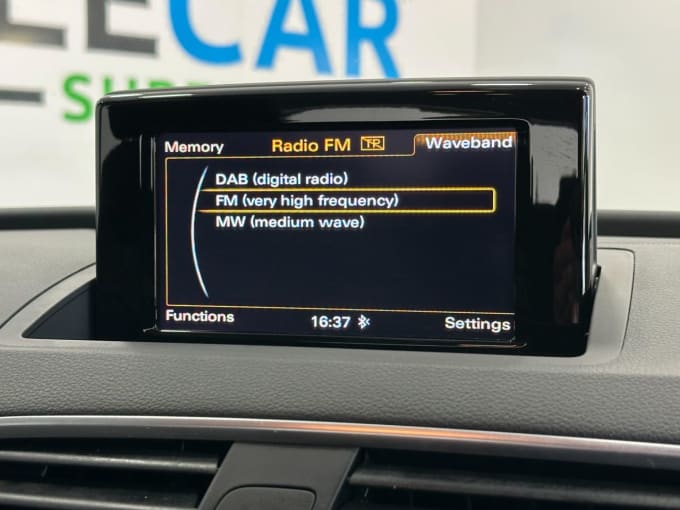 CAR
Memory Radio FM TP Waveband
DAB (digital radio)
FM (very high frequency)
MW (medium wave)
Functions 16:37 Settings